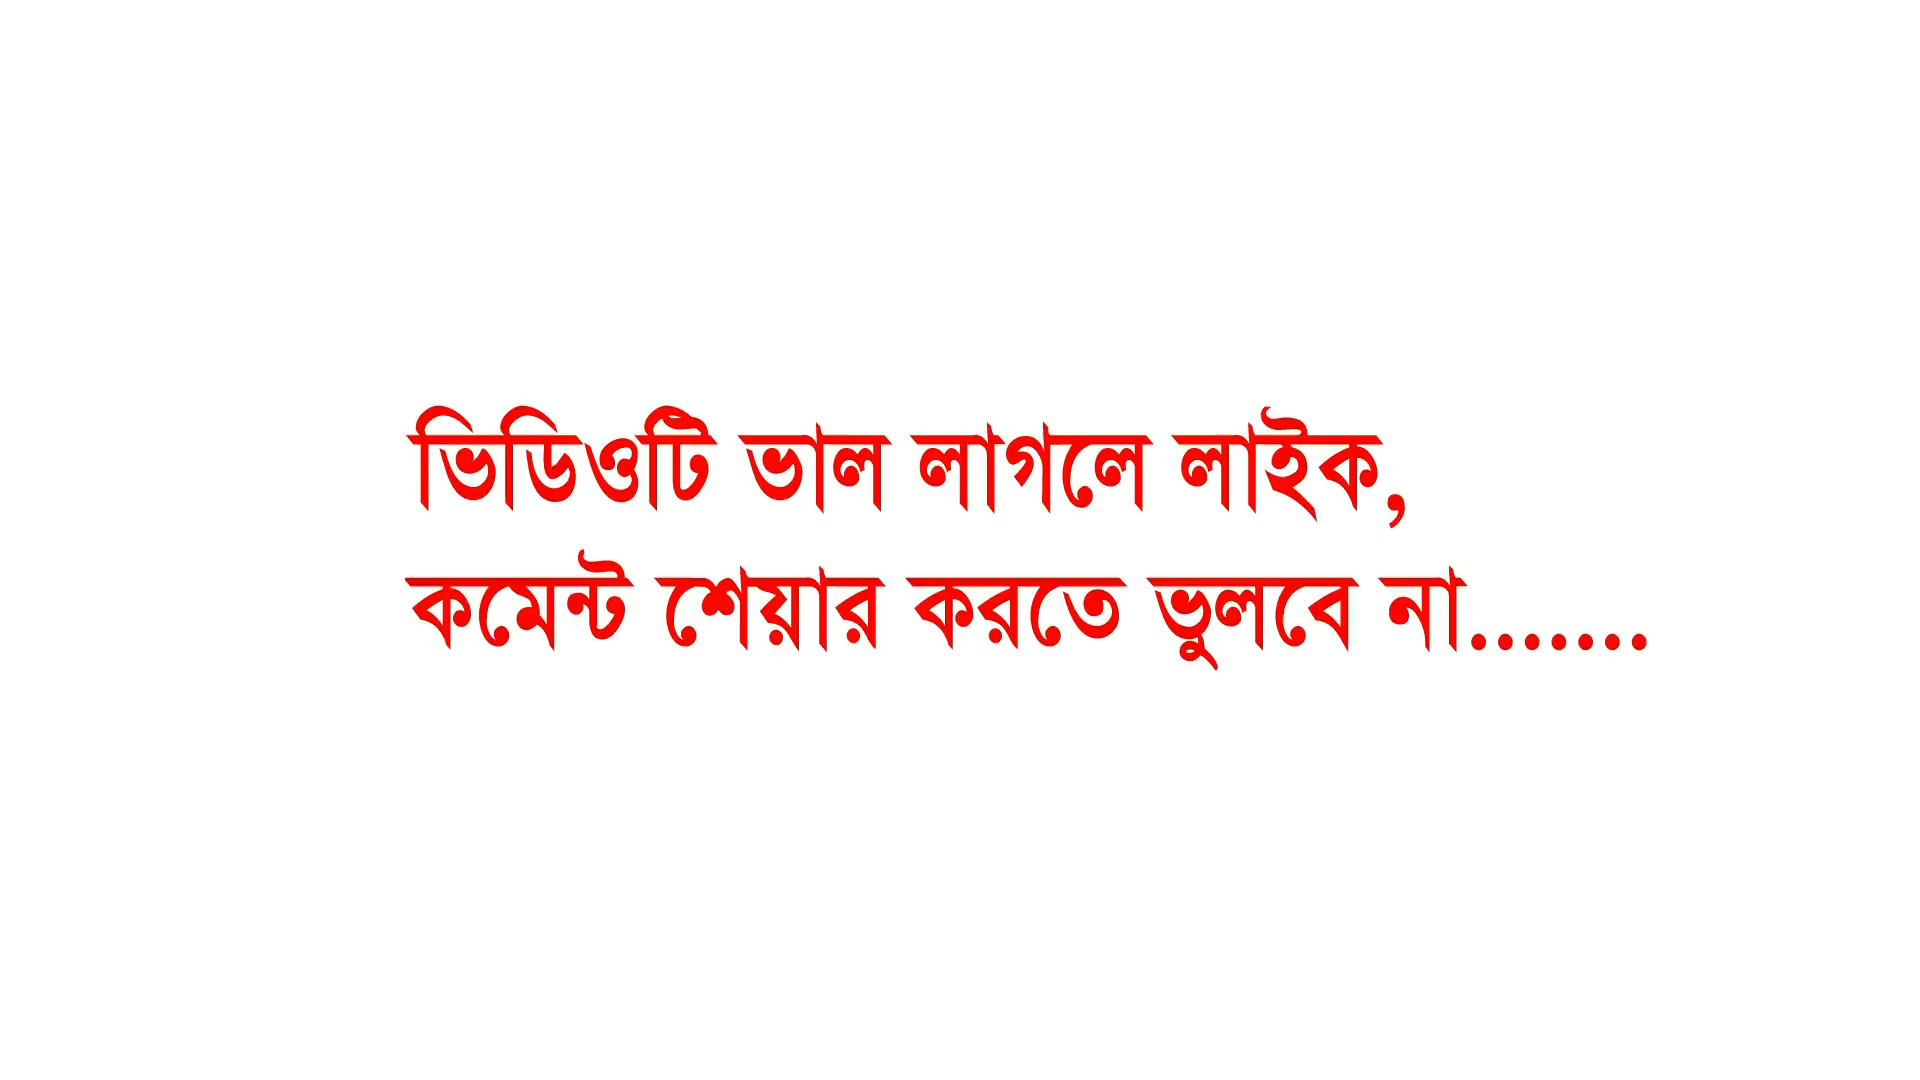 ভিডিওটি ভাল লাগলে লাইক,
কমেন্ট শেয়ার করতে ভুলবে না.......